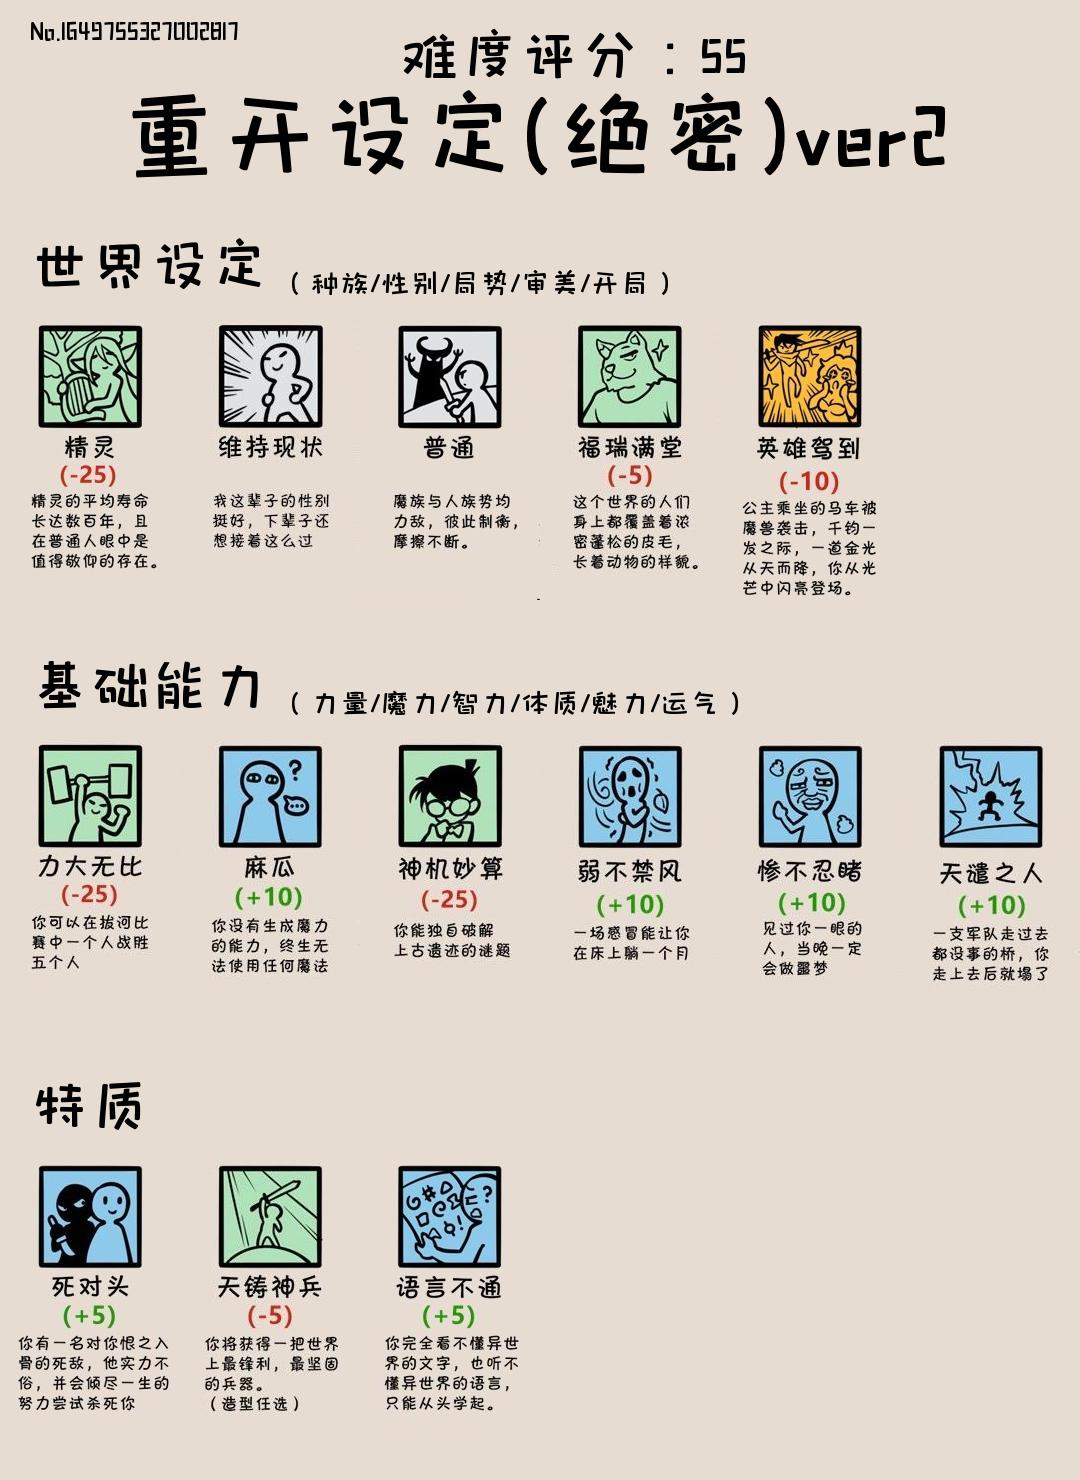 No.1649755327002817
难度评分：55
重开设定(绝密)ver2
世界设定（种族/性别/局势/审美/开局）
精灵
(-25)
精灵的平均寿命
长达数百年，且
在普通人眼中是
值得敬仰的存在。
维持现状
我这辈子的性别
挺好，下辈子还
想接着这么过
普通
魔族与人族势均
力敌，彼此制衡，
摩擦不断。
福瑞满堂
(-5)
这个世界的人们
身上都覆盖着浓
密蓬松的皮毛，
长着动物的样貌。
英雄驾到
(-10)
公主乘坐的马车被
魔兽袭击，千钧一
发之际，一道金光
从天而降，你从光
芒中闪亮登场。
基础能力（力量/魔力/智力/体质/魅力/运气）
力大无比
(-25)
你可以在拔河比
赛中一个人战胜
五个人
麻瓜
(+10)
你没有生成魔力
的能力，终生无
法使用任何魔法
神机妙算
(-25)
你能独自破解
上古遗迹的谜题
弱不禁风
(+10)
一场感冒能让你
在床上躺一个月
惨不忍睹
(+10)
见过你一眼的
人，当晚一定
会做噩梦
天谴之人
(+10)
一支军队走过去
都没事的桥，你
走上去后就塌了
特质
死对头
(+5)
你有一名对你恨之入
骨的死敌，他实力不
俗，并会倾尽一生的
努力尝试杀死你
天铸神兵
(-5)
你将获得一把世界
上最锋利，最坚固
的兵器。
（造型任选）
语言不通
(+5)
你完全看不懂异世
界的文字，也听不
懂异世界的语言，
只能从头学起。